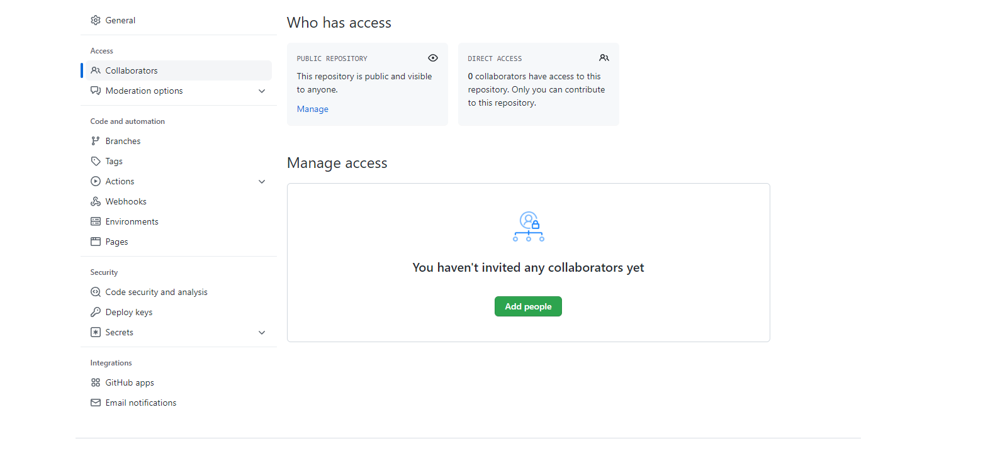 General
Access
Collaborators
Moderation options
Code and automation
Branches
Tags
Actions
Webhooks
Environments
Pages
Security
Code security and analysis
Deploy keys
Secrets
Integrations
GitHub apps
Email notifications
Who has access
PUBLIC REPOSITORY
This repository is public and visible
to anyone.
Manage
DIRECT ACCESS
0 collaborators have access to this
repository. Only you can contribute
to this repository.
Manage access
You haven't invited any collaborators yet
Add people